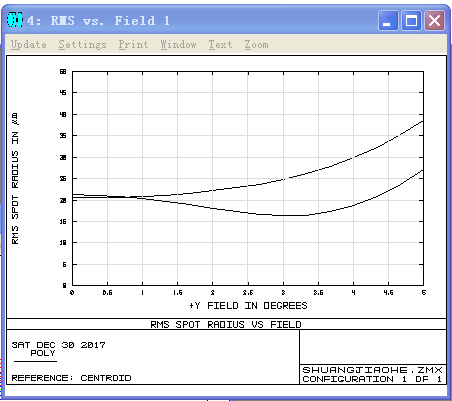 4: RMS vs. Field 1
Update Settings Print Window Text Zoom
50
45
40
35
30
25
20
15
10
5
0
RMS SPOT RADIUS IN µm
0 0.5 1 1.5 2 2.5 3 3.5 4 4.5 5
+Y FIELD IN DEGREES
RMS SPOT RADIUS VS FIELD
SAT DEC 30 2017
POLY
REFERENCE: CENTROID
SHUANGJIAOHE.ZMX
CONFIGURATION 1 OF 1